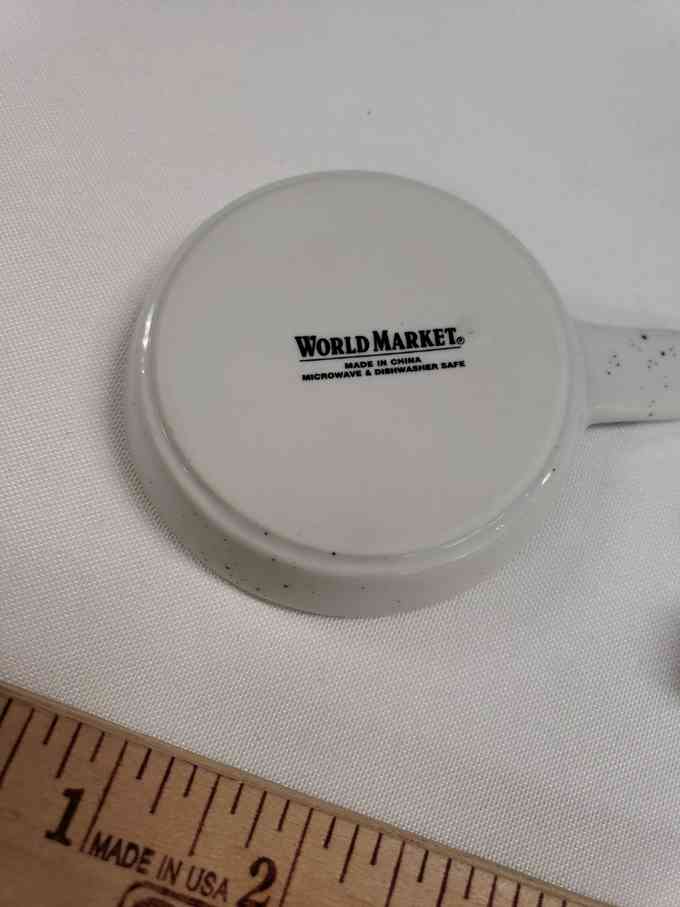 WORLD MARKET®
MADE IN CHINA
MICROWAVE & DISHWASHER SAFE
1
MADE IN USA
2